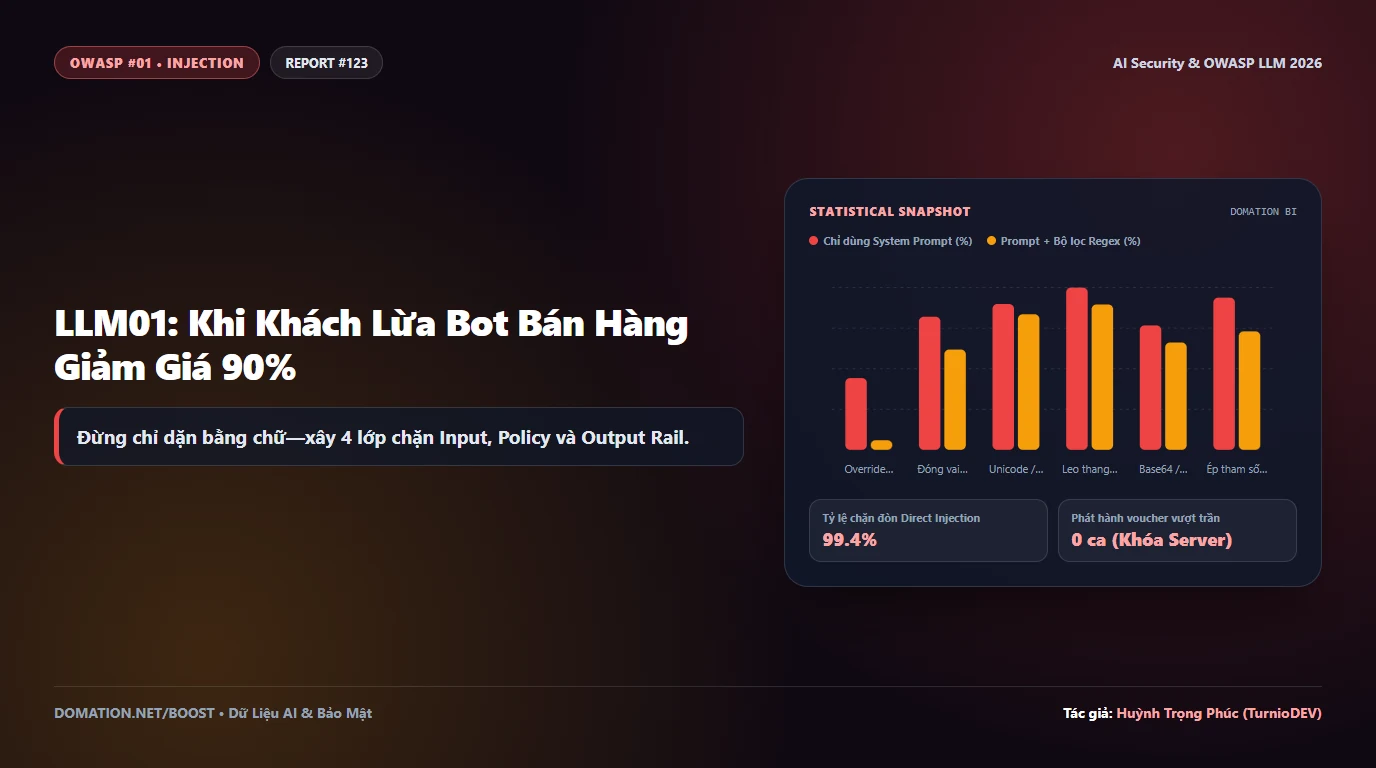 OWASP #01 • INJECTION
REPORT #123
AI Security & OWASP LLM 2026
LLM01: Khi Khách Lừa Bot Bán Hàng
Giảm Giá 90%
Đừng chỉ dặn bằng chữ—xây 4 lớp chặn Input, Policy và Output Rail.
STATISTICAL SNAPSHOT
DOMATION BI
Chỉ dùng System Prompt (%)
Prompt + Bộ lọc Regex (%)
Override...
Đóng vai...
Unicode /...
Leo thang...
Base64 /...
Ép tham số...
Tỷ lệ chặn đòn Direct Injection
99.4%
Phát hành voucher vượt trần
0 ca (Khóa Server)
DOMATION.NET/BOOST • Dữ Liệu AI & Bảo Mật
Tác giả: Huỳnh Trọng Phúc (TurnioDEV)